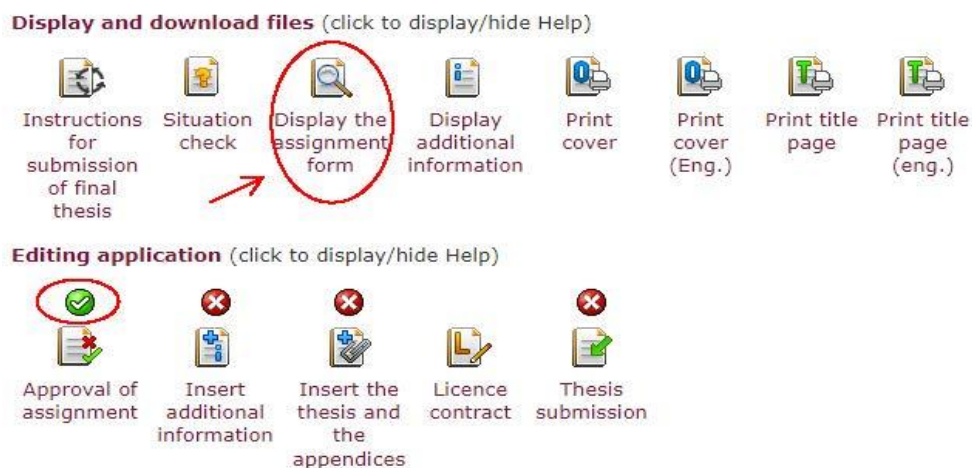 Display and download files (click to display/hide Help)
Instructions for submission of final thesis
Situation check
Display the assignment form
Display additional information
Print cover
Print cover (Eng.)
Print title page
Print title page (eng.)
Editing application (click to display/hide Help)
Approval of assignment
Insert additional information
Insert the thesis and the appendices
Licence contract
Thesis submission